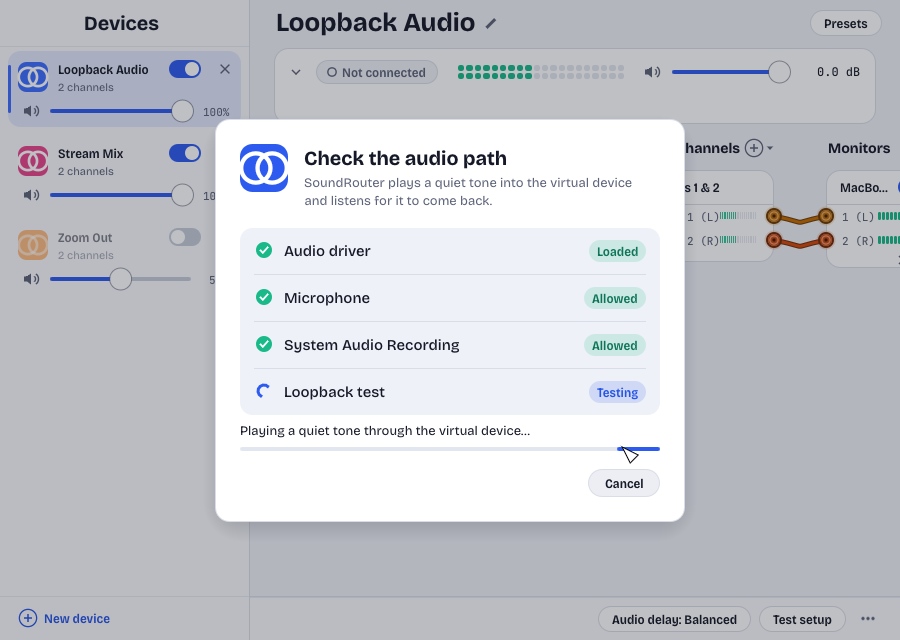 Devices
Loopback Audio
2 channels
100%
Stream Mix
2 channels
Zoom Out
2 channels
New device
Loopback Audio
Presets
Not connected
0.0 dB
Monitors
s 1 & 2
1 (L)
2 (R)
MacBo...
1 (L)
2 (R)
Check the audio path
SoundRouter plays a quiet tone into the virtual device
and listens for it to come back.
Audio driver
Loaded
Microphone
Allowed
System Audio Recording
Allowed
Loopback test
Testing
Playing a quiet tone through the virtual device...
Cancel
Audio delay: Balanced
Test setup